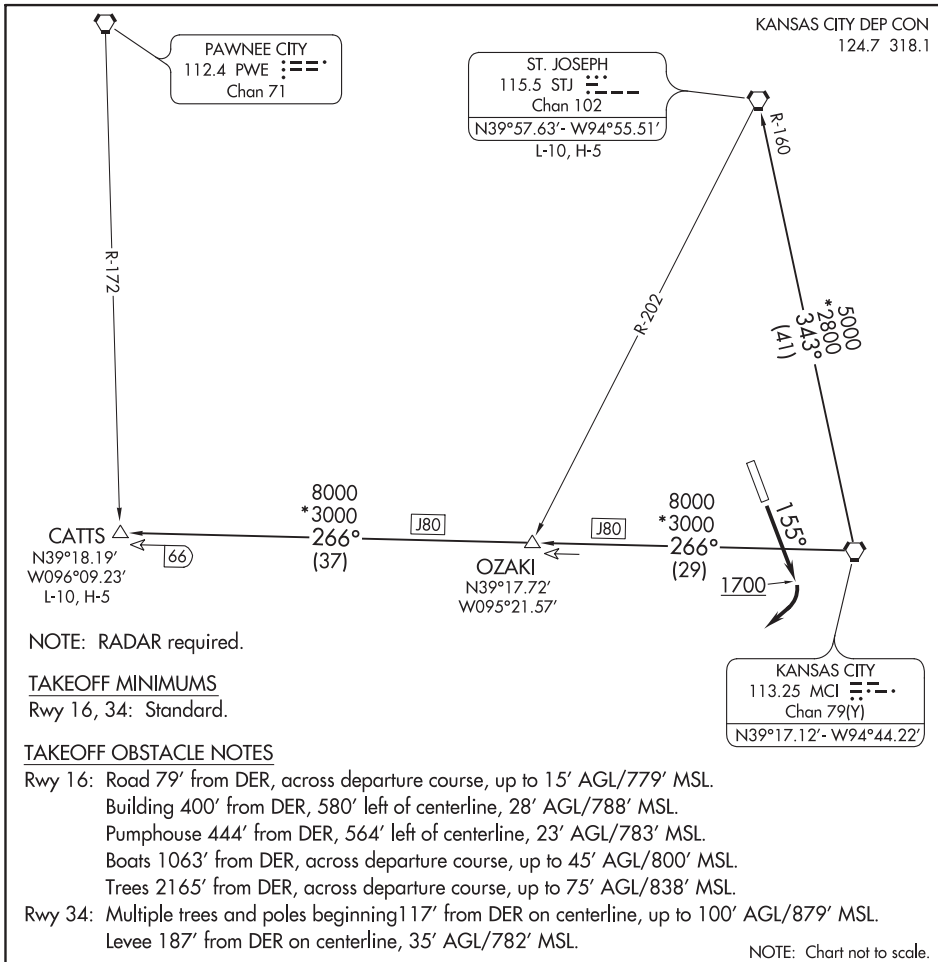 KANSAS CITY DEP CON
124.7 318.1
PAWNEE CITY
112.4 PWE
Chan 71
ST. JOSEPH
115.5 STJ
Chan 102
N39°57.63′- W94°55.51′
L-10, H-5
R-160
R-172
R-202
5000
*2800
343°
(41)
8000
*3000
266°
(37)
J80
J80
8000
*3000
266°
(29)
155°
1700
CATTS
N39°18.19′
W096°09.23′
L-10, H-5
66
OZAKI
N39°17.72′
W095°21.57′
KANSAS CITY
113.25 MCI
Chan 79(Y)
N39°17.12′- W94°44.22′
NOTE: RADAR required.
TAKEOFF MINIMUMS
Rwy 16, 34: Standard.
TAKEOFF OBSTACLE NOTES
Rwy 16: Road 79′ from DER, across departure course, up to 15′ AGL/779′ MSL.
Building 400′ from DER, 580′ left of centerline, 28′ AGL/788′ MSL.
Pumphouse 444′ from DER, 564′ left of centerline, 23′ AGL/783′ MSL.
Boats 1063′ from DER, across departure course, up to 45′ AGL/800′ MSL.
Trees 2165′ from DER, across departure course, up to 75′ AGL/838′ MSL.
Rwy 34: Multiple trees and poles beginning117′ from DER on centerline, up to 100′ AGL/879′ MSL.
Levee 187′ from DER on centerline, 35′ AGL/782′ MSL.
NOTE: Chart not to scale.